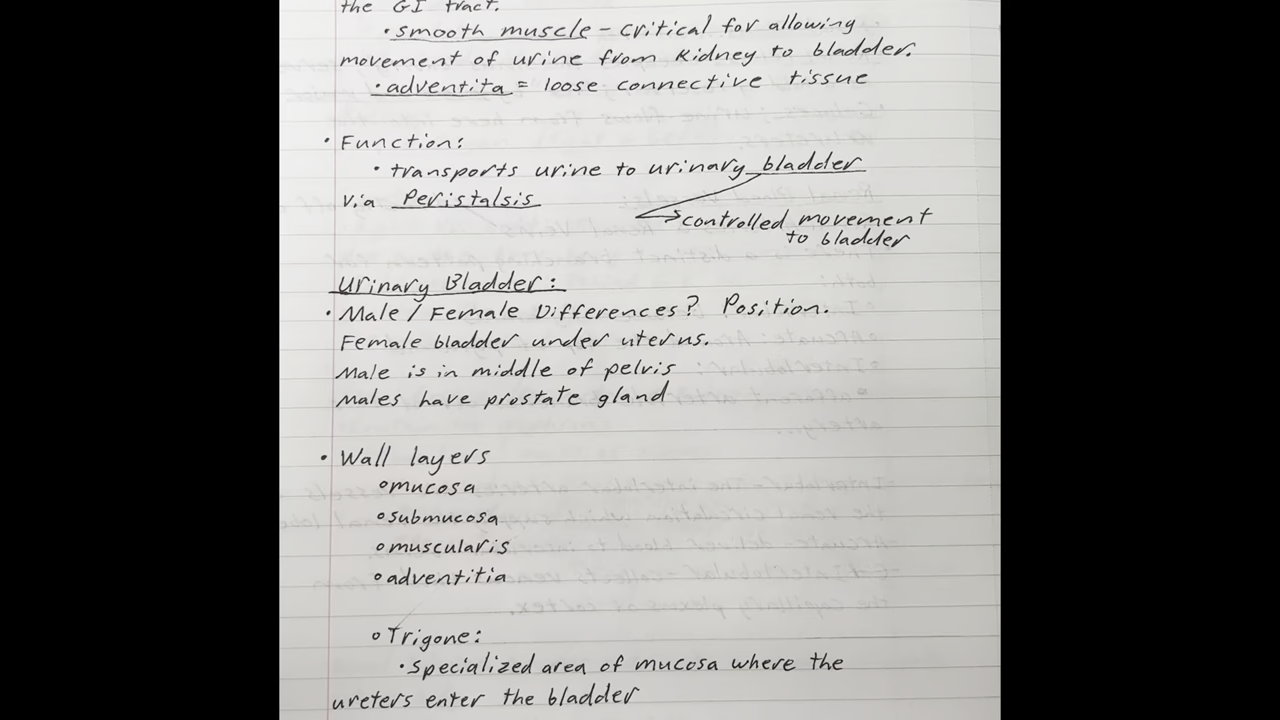 the GI tract.
• smooth muscle - critical for allowing
movement of urine from kidney to bladder.
• adventita = loose connective tissue
• Function:
• transports urine to urinary bladder
via Peristalsis
controlled movement
to bladder
Urinary Bladder:
• Male / Female Differences? Position.
Female bladder under uterns.
Male is in middle of pelvis
Males have prostate gland
• Wall layers
° mucosa
° submucosa
° muscularis
° adventitia
° Trigone:
• specialized area of mucosa where the
ureters enter the bladder